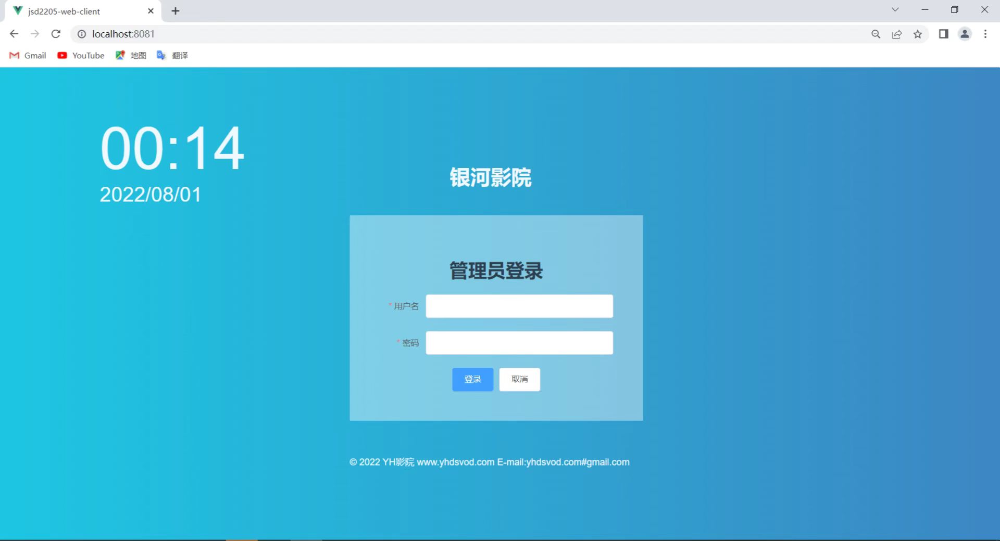 jsd2205-web-client
localhost:8081
Gmail YouTube 地图 翻译
00:14
2022/08/01
银河影院
管理员登录
* 用户名
* 密码
登录 取消
© 2022 YH影院 www.yhdsvod.com E-mail:yhdsvod.com#gmail.com